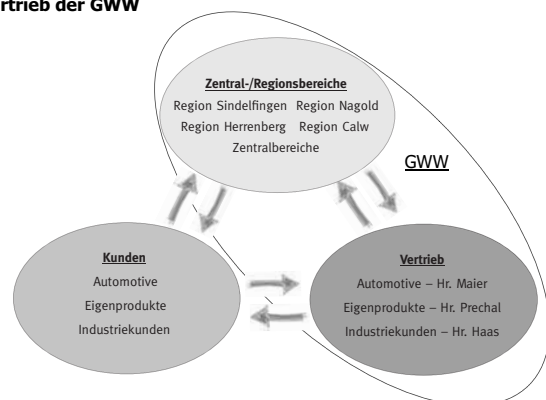 rtrieb der GWW
Zentral-/Regionsbereiche
Region Sindelfingen Region Nagold
Region Herrenberg Region Calw
Zentralbereiche
GWW
Kunden
Automotive
Eigenprodukte
Industriekunden
Vertrieb
Automotive – Hr. Maier
Eigenprodukte – Hr. Prechal
Industriekunden – Hr. Haas